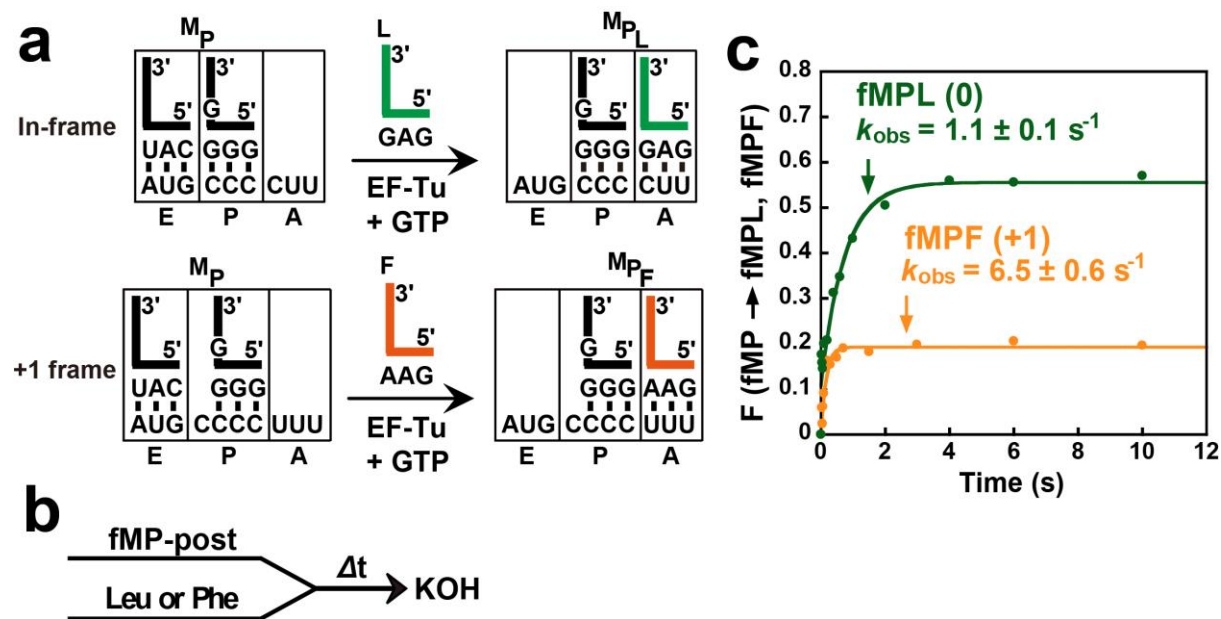 a
In-frame
MP
3' 3'
G 5' 5'
UAC GGG
AUG CCC CUU
E P A
L
3'
5'
GAG
EF-Tu
+ GTP
MPL
3' 3'
G 5' 5'
GGG GAG
AUG CCC CUU
E P A
+1 frame
MP
3' 3'
5' G 5'
UAC GGG
AUG CCCC UUU
E P A
F
3'
5'
AAG
EF-Tu
+ GTP
MPF
3' 3'
G 5' 5'
GGG AAG
AUG CCCC UUU
E P A
b
fMP-post
Leu or Phe
Δt
KOH
c
F (fMP → fMPL, fMPF)
0.8
0.7
0.6
0.5
0.4
0.3
0.2
0.1
0
fMPL (0)
kobs = 1.1 ± 0.1 s-1
fMPF (+1)
kobs = 6.5 ± 0.6 s-1
0 2 4 6 8 10 12
Time (s)